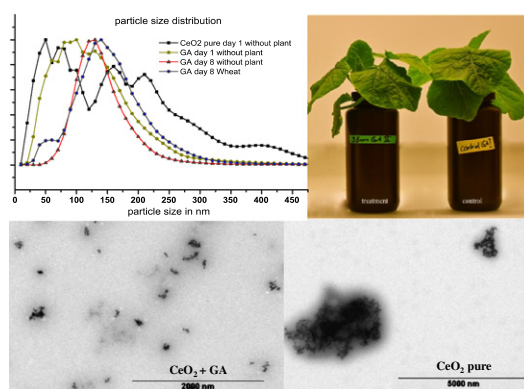 particle size distribution
CeO2 pure day 1 without plant
GA day 1 without plant
GA day 8 without plant
GA day 8 Wheat
0 50 100 150 200 250 300 350 400 450
particle size in nm
treatment
control GA
control
CeO2 + GA
2000 nm
CeO2 pure
5000 nm